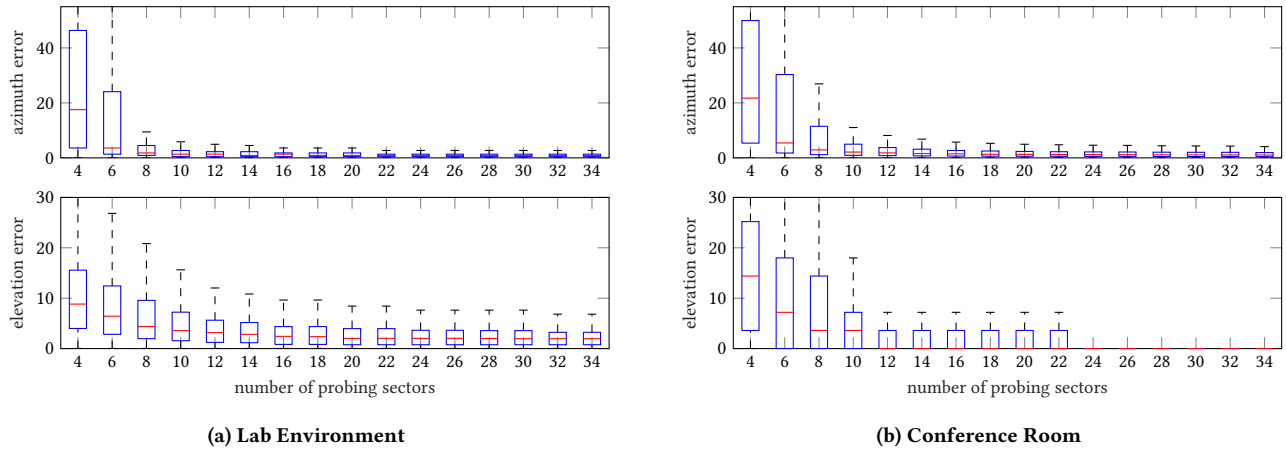 azimuth error
40
20
0
4 6 8 10 12 14 16 18 20 22 24 26 28 30 32 34
elevation error
30
20
10
0
4 6 8 10 12 14 16 18 20 22 24 26 28 30 32 34
number of probing sectors
(a) Lab Environment
azimuth error
40
20
0
4 6 8 10 12 14 16 18 20 22 24 26 28 30 32 34
elevation error
30
20
10
0
4 6 8 10 12 14 16 18 20 22 24 26 28 30 32 34
number of probing sectors
(b) Conference Room